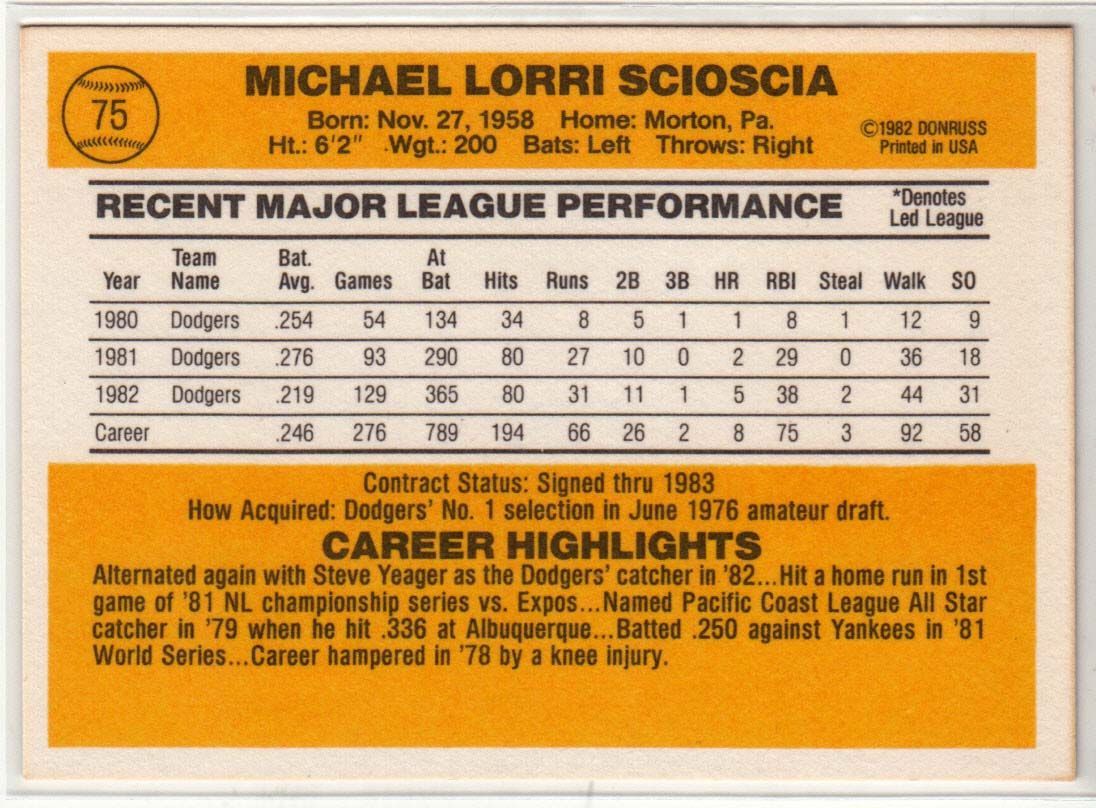 75
MICHAEL LORRI SCIOSCIA
Born: Nov. 27, 1958 Home: Morton, Pa.
Ht.: 6'2" Wgt.: 200 Bats: Left Throws: Right
©1982 DONRUSS
Printed in USA
RECENT MAJOR LEAGUE PERFORMANCE
*Denotes
Led League
Year Team Name Bat. Avg. Games At Bat Hits Runs 2B 3B HR RBI Steal Walk SO
1980 Dodgers .254 54 134 34 8 5 1 1 8 1 12 9
1981 Dodgers .276 93 290 80 27 10 0 2 29 0 36 18
1982 Dodgers .219 129 365 80 31 11 1 5 38 2 44 31
Career .246 276 789 194 66 26 2 8 75 3 92 58
Contract Status: Signed thru 1983
How Acquired: Dodgers' No. 1 selection in June 1976 amateur draft.
CAREER HIGHLIGHTS
Alternated again with Steve Yeager as the Dodgers' catcher in '82...Hit a home run in 1st
game of '81 NL championship series vs. Expos...Named Pacific Coast League All Star
catcher in '79 when he hit .336 at Albuquerque...Batted .250 against Yankees in '81
World Series...Career hampered in '78 by a knee injury.